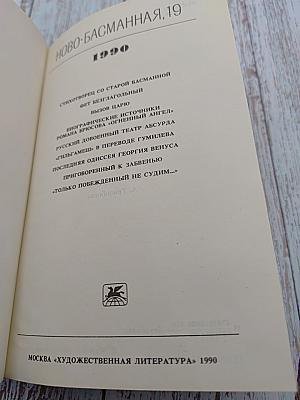 НОВО-БАСМАННАЯ, 19
1990
СТИХОТВОРЕЦ СО СТАРОЙ БАСМАННОЙ
ФЕТ БЕЗГЛАГОЛЬНЫЙ
ВЫЗОВ ЦАРЮ
БИОГРАФИЧЕСКИЕ ИСТОЧНИКИ
РОМАНА БРЮСОВА «ОГНЕННЫЙ АНГЕЛ»
РУССКИЙ ДОВОЕННЫЙ ТЕАТР АБСУРДА
«ГИЛЬГАМЕШ» В ПЕРЕВОДЕ ГУМИЛЕВА
ПОСЛЕДНЯЯ ОДИССЕЯ ГЕОРГИЯ ВЕНУСА
ПРИГОВОРЕННЫЙ К ЗАБВЕНЬЮ
«ТОЛЬКО ПОБЕЖДЕННЫЙ НЕ СУДИМ...»
МОСКВА «ХУДОЖЕСТВЕННАЯ ЛИТЕРАТУРА» 1990